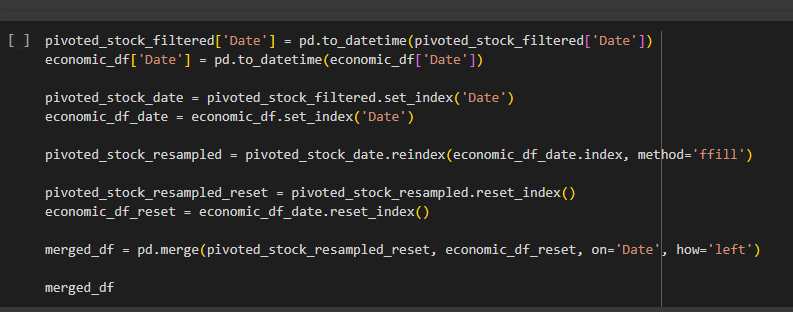 [ ] pivoted_stock_filtered['Date'] = pd.to_datetime(pivoted_stock_filtered['Date'])
economic_df['Date'] = pd.to_datetime(economic_df['Date'])
pivoted_stock_date = pivoted_stock_filtered.set_index('Date')
economic_df_date = economic_df.set_index('Date')
pivoted_stock_resampled = pivoted_stock_date.reindex(economic_df_date.index, method='ffill')
pivoted_stock_resampled_reset = pivoted_stock_resampled.reset_index()
economic_df_reset = economic_df_date.reset_index()
merged_df = pd.merge(pivoted_stock_resampled_reset, economic_df_reset, on='Date', how='left')
merged_df